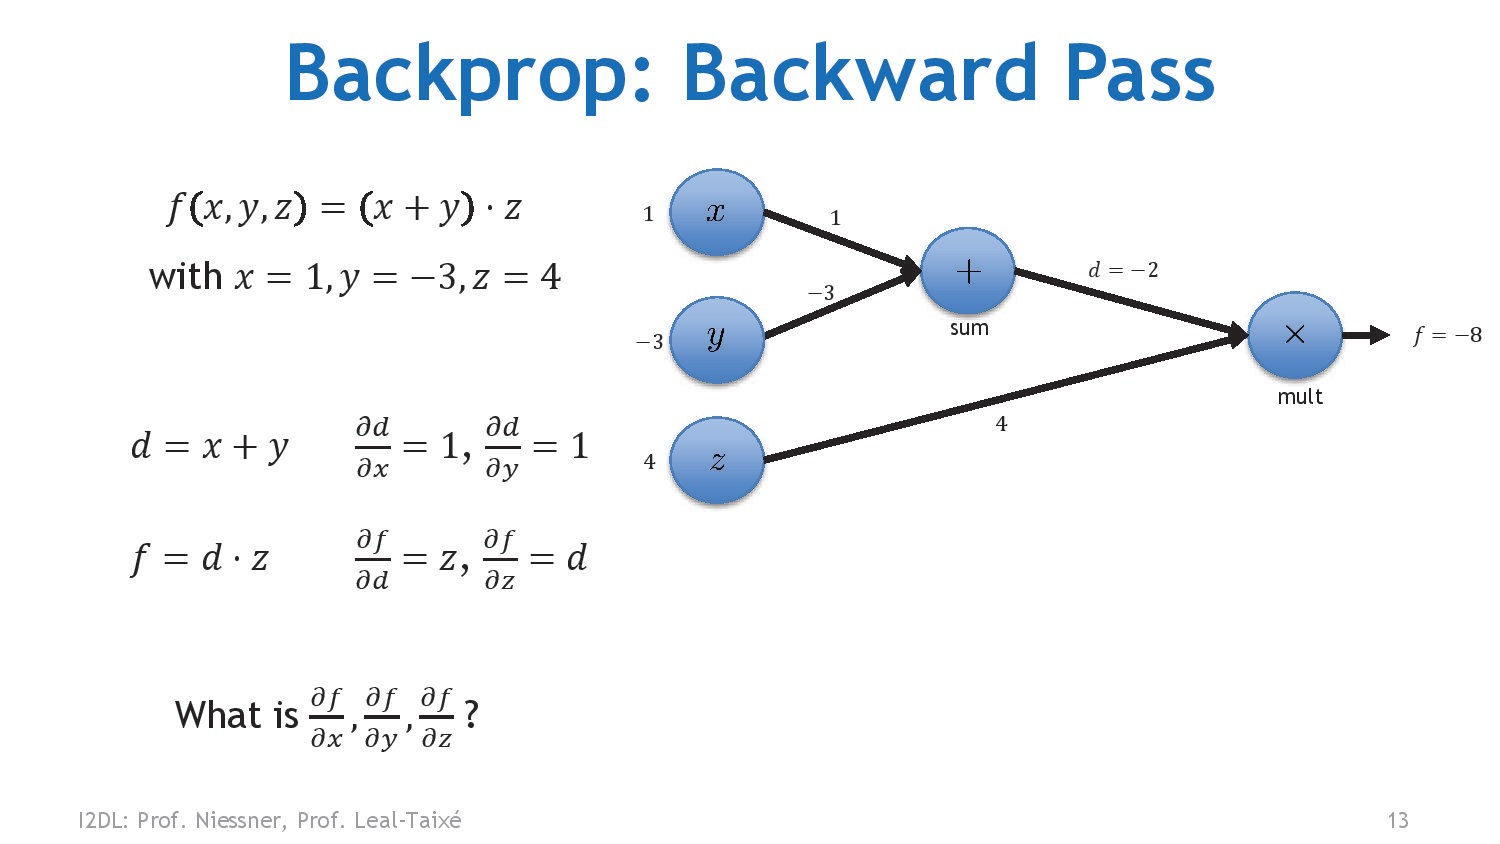 Backprop: Backward Pass
f(x, y, z) = (x + y) · z
with x = 1, y = −3, z = 4
d = x + y    ∂d/∂x = 1, ∂d/∂y = 1
f = d · z    ∂f/∂d = z, ∂f/∂z = d
What is ∂f/∂x, ∂f/∂y, ∂f/∂z ?
1
x
1
−3
y
−3
4
z
4
+
sum
d = −2
×
mult
f = −8
I2DL: Prof. Niessner, Prof. Leal-Taixé
13